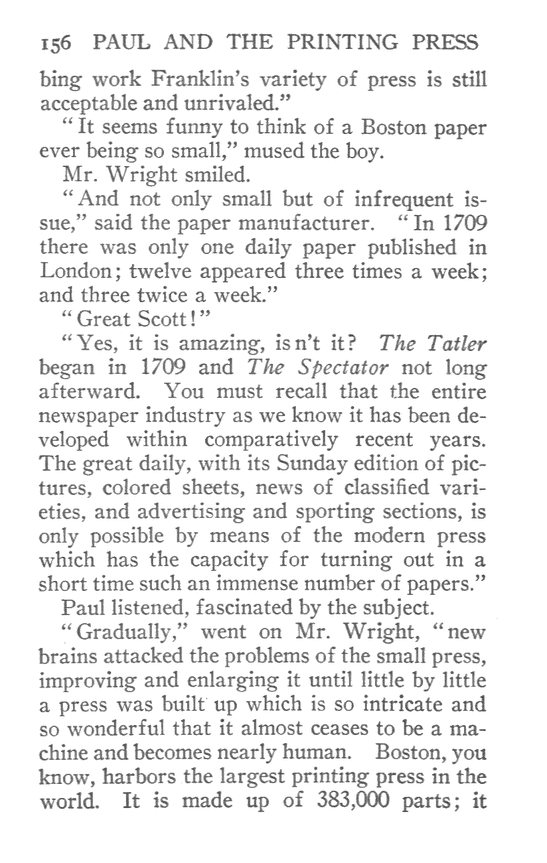 156 PAUL AND THE PRINTING PRESS
bing work Franklin's variety of press is still
acceptable and unrivaled."
"It seems funny to think of a Boston paper
ever being so small," mused the boy.
Mr. Wright smiled.
"And not only small but of infrequent is-
sue," said the paper manufacturer. "In 1709
there was only one daily paper published in
London; twelve appeared three times a week;
and three twice a week."
"Great Scott!"
"Yes, it is amazing, isn't it? The Tatler
began in 1709 and The Spectator not long
afterward. You must recall that the entire
newspaper industry as we know it has been de-
veloped within comparatively recent years.
The great daily, with its Sunday edition of pic-
tures, colored sheets, news of classified vari-
eties, and advertising and sporting sections, is
only possible by means of the modern press
which has the capacity for turning out in a
short time such an immense number of papers."
Paul listened, fascinated by the subject.
"Gradually," went on Mr. Wright, "new
brains attacked the problems of the small press,
improving and enlarging it until little by little
a press was built up which is so intricate and
so wonderful that it almost ceases to be a ma-
chine and becomes nearly human. Boston, you
know, harbors the largest printing press in the
world. It is made up of 383,000 parts; it